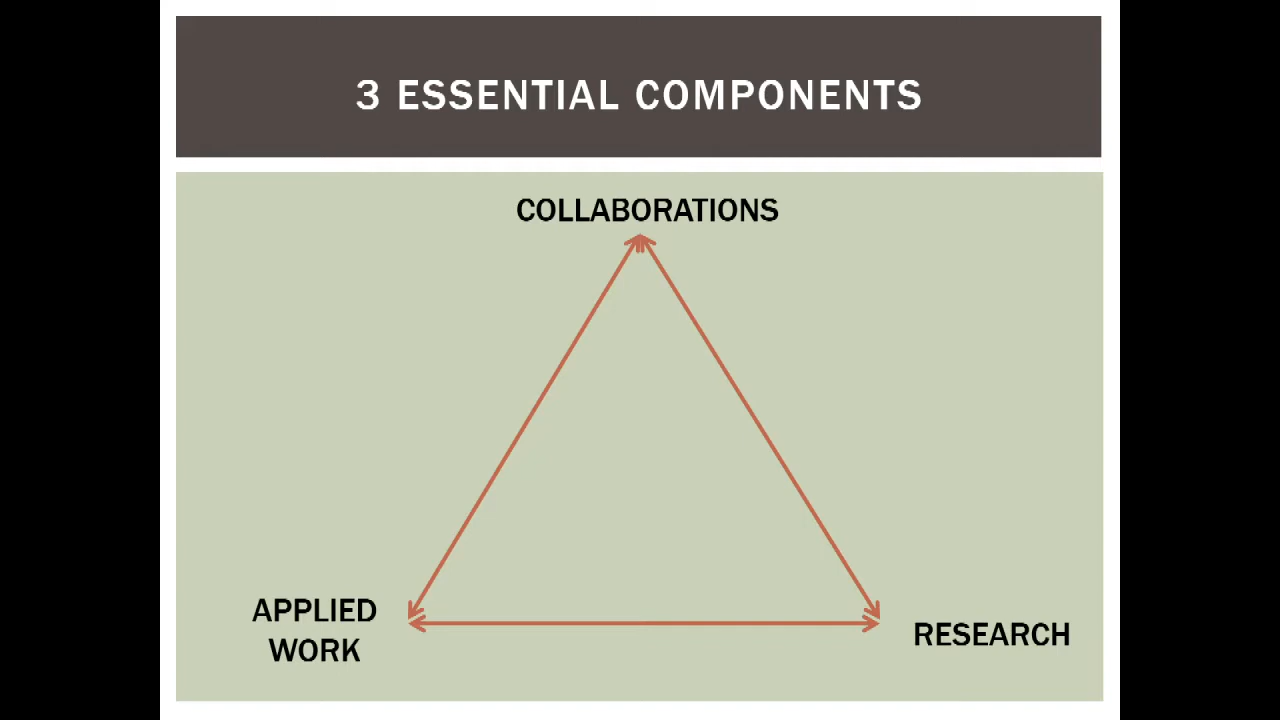 3 ESSENTIAL COMPONENTS
COLLABORATIONS
APPLIED
WORK
RESEARCH